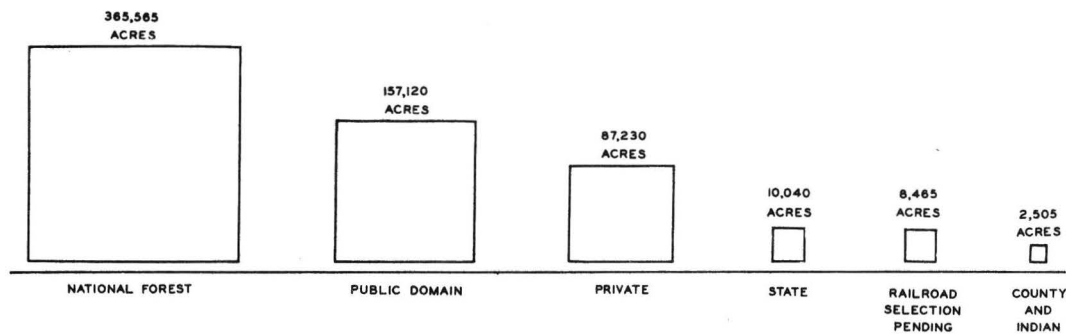 365,565
ACRES
157,120
ACRES
87,230
ACRES
10,040
ACRES
8,465
ACRES
2,505
ACRES
NATIONAL FOREST
PUBLIC DOMAIN
PRIVATE
STATE
RAILROAD
SELECTION
PENDING
COUNTY
AND
INDIAN